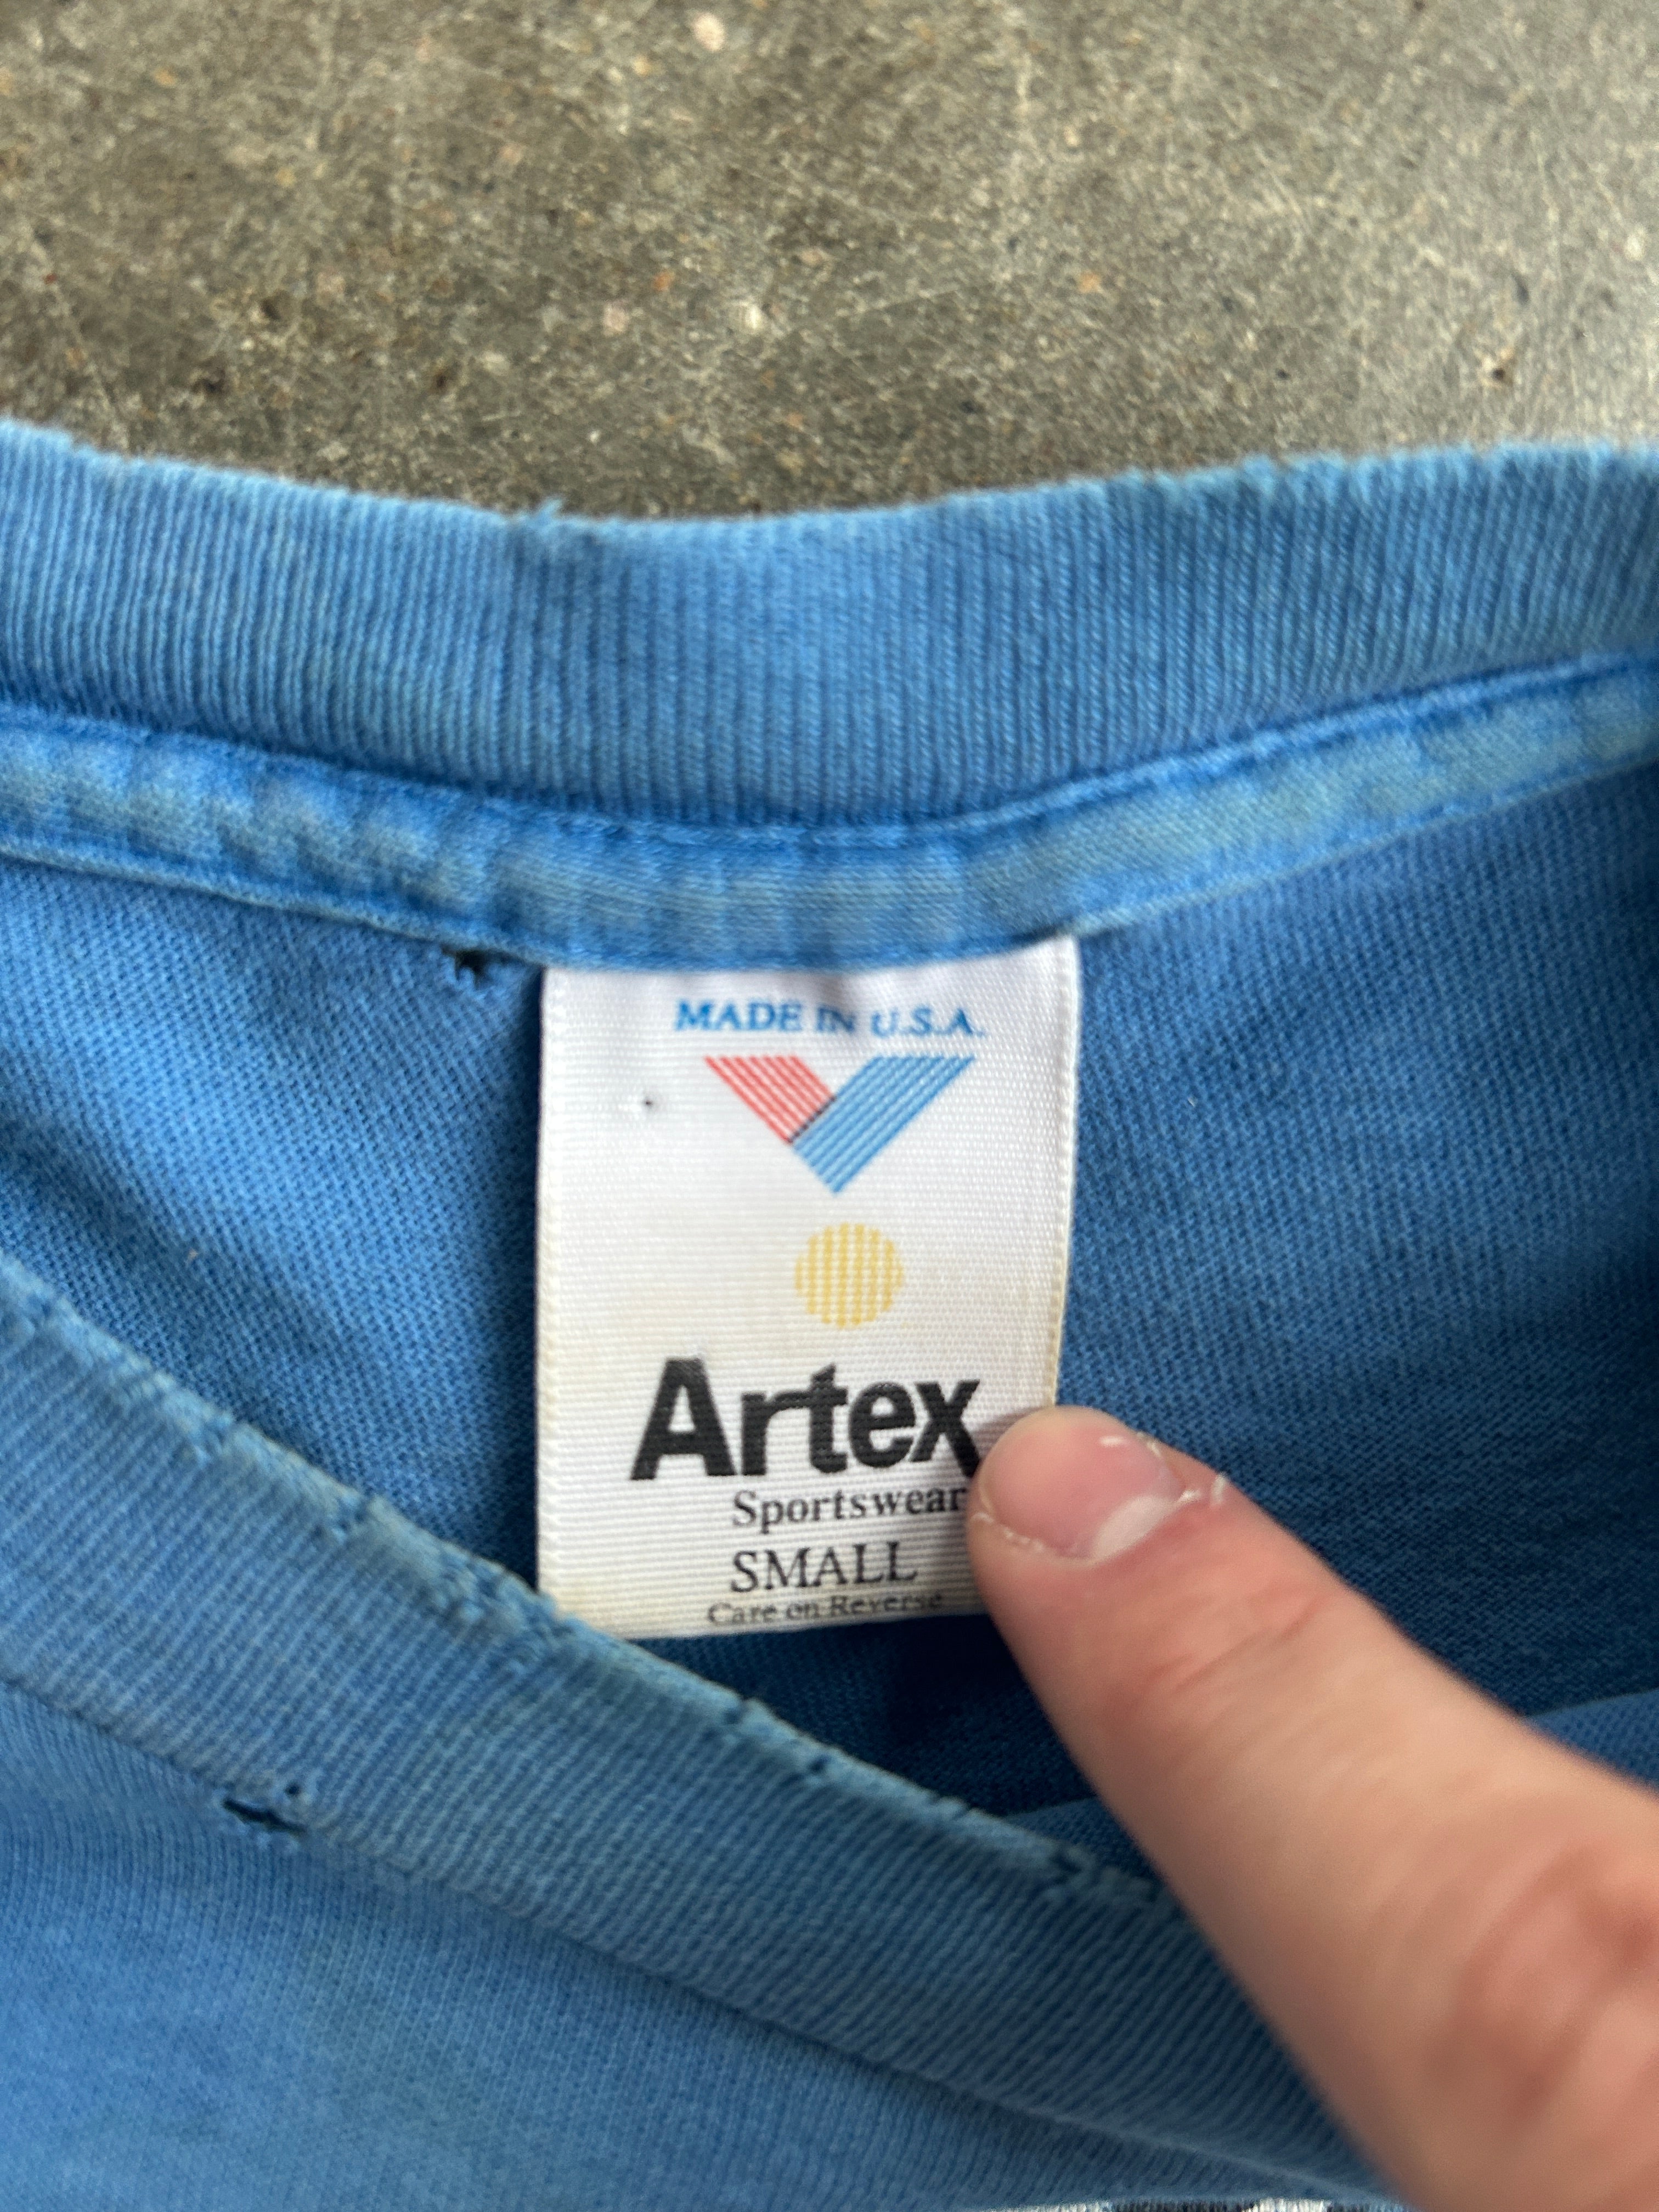 MADE IN U.S.A.
Artex
Sportswear
SMALL
Care on Reverse